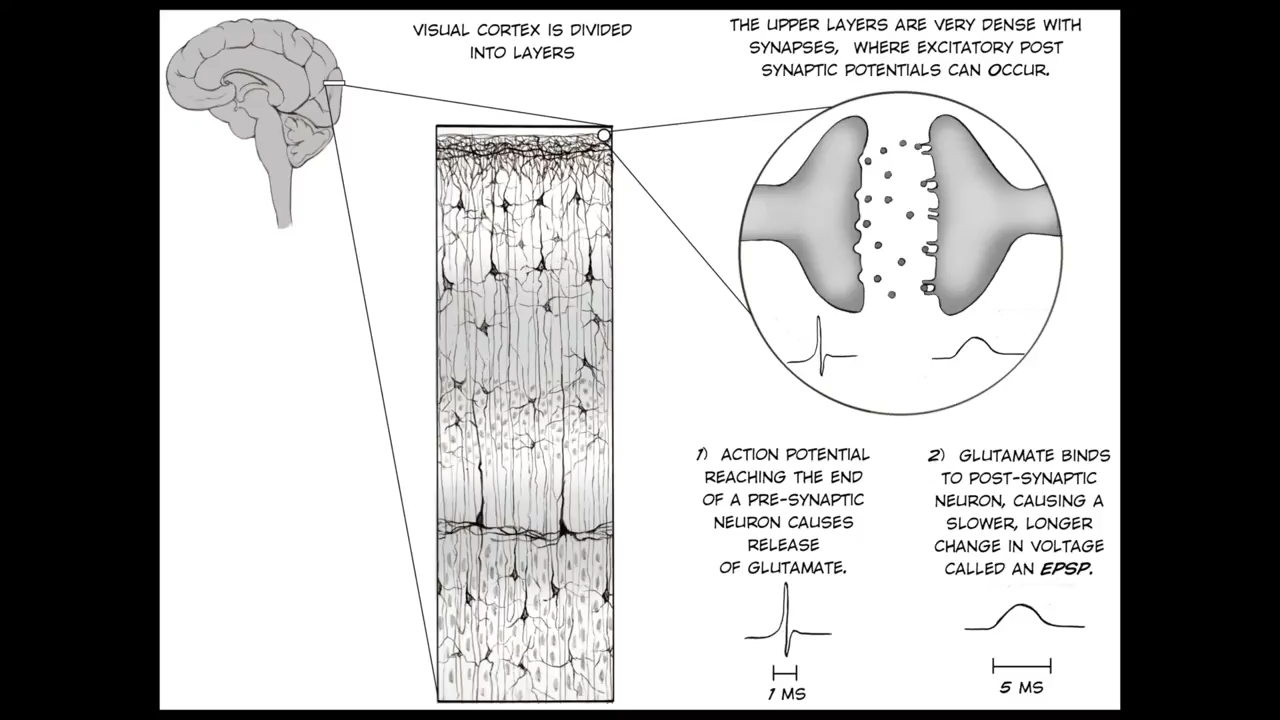 VISUAL CORTEX IS DIVIDED
INTO LAYERS
THE UPPER LAYERS ARE VERY DENSE WITH
SYNAPSES, WHERE EXCITATORY POST
SYNAPTIC POTENTIALS CAN OCCUR.
1) ACTION POTENTIAL
REACHING THE END
OF A PRE-SYNAPTIC
NEURON CAUSES
RELEASE
OF GLUTAMATE.
1 MS
2) GLUTAMATE BINDS
TO POST-SYNAPTIC
NEURON, CAUSING A
SLOWER, LONGER
CHANGE IN VOLTAGE
CALLED AN EPSP.
5 MS